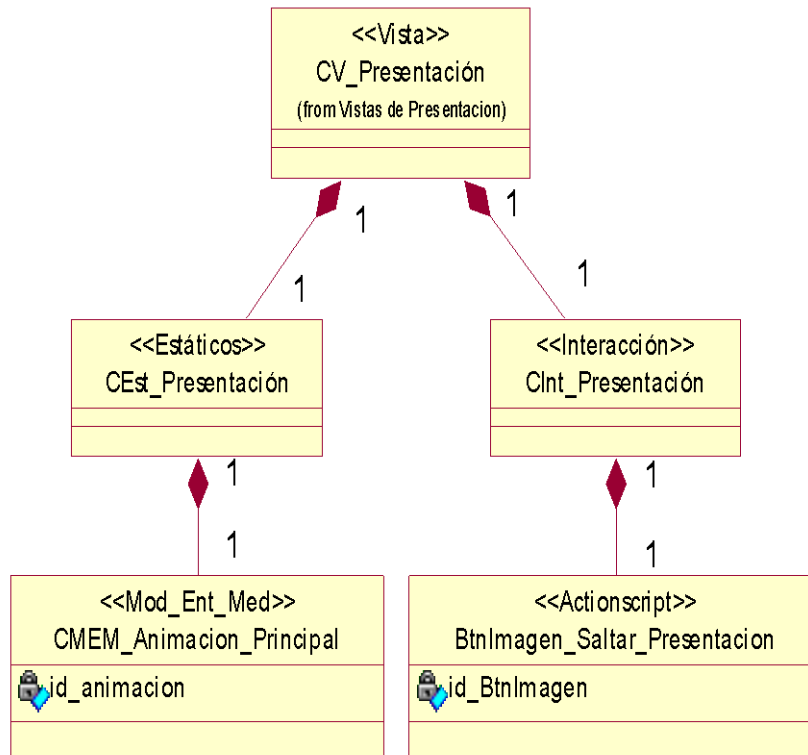 <<Vista>>
CV_Presentación
(from Vistas de Presentacion)
1
1
1
1
<<Estáticos>>
CEst_Presentación
<<Interacción>>
CInt_Presentación
1
1
1
1
<<Mod_Ent_Med>>
CMEM_Animacion_Principal
id_animacion
<<Actionscript>>
BtnImagen_Saltar_Presentacion
id_BtnImagen